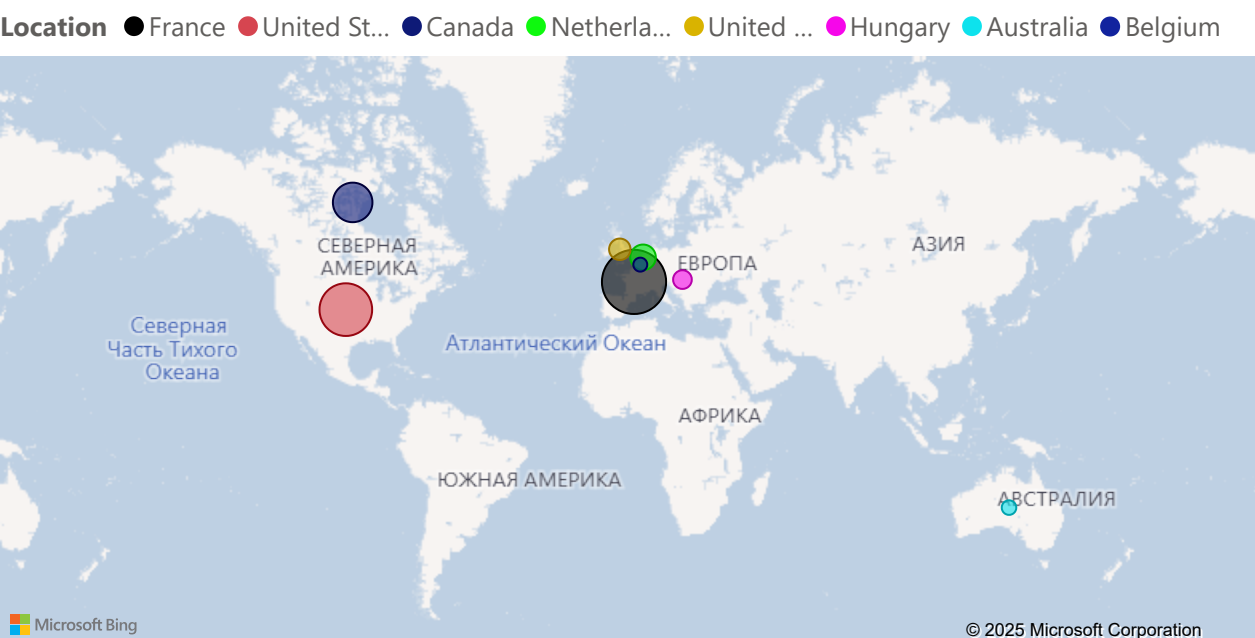 Location France United St... Canada Netherla... United ... Hungary Australia Belgium
СЕВЕРНАЯ
АМЕРИКА
АЗИЯ
ЕВРОПА
Северная
Часть Тихого
Океана
Атлантический Океан
АФРИКА
ЮЖНАЯ АМЕРИКА
АВСТРАЛИЯ
Microsoft Bing
© 2025 Microsoft Corporation